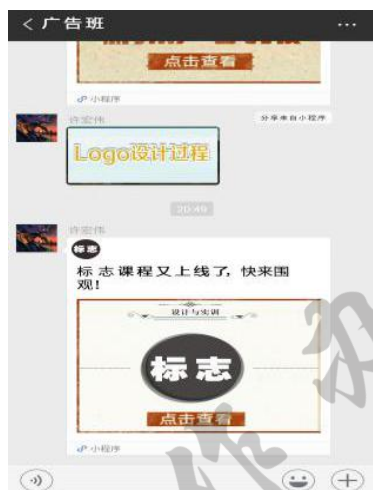 广告班
点击查看
小程序
许宏伟
分享来自小程序
Logo设计过程
20:49
许宏伟
标志
标志课程又上线了,快来围
观!
设计与实训
标志
点击查看
小程序